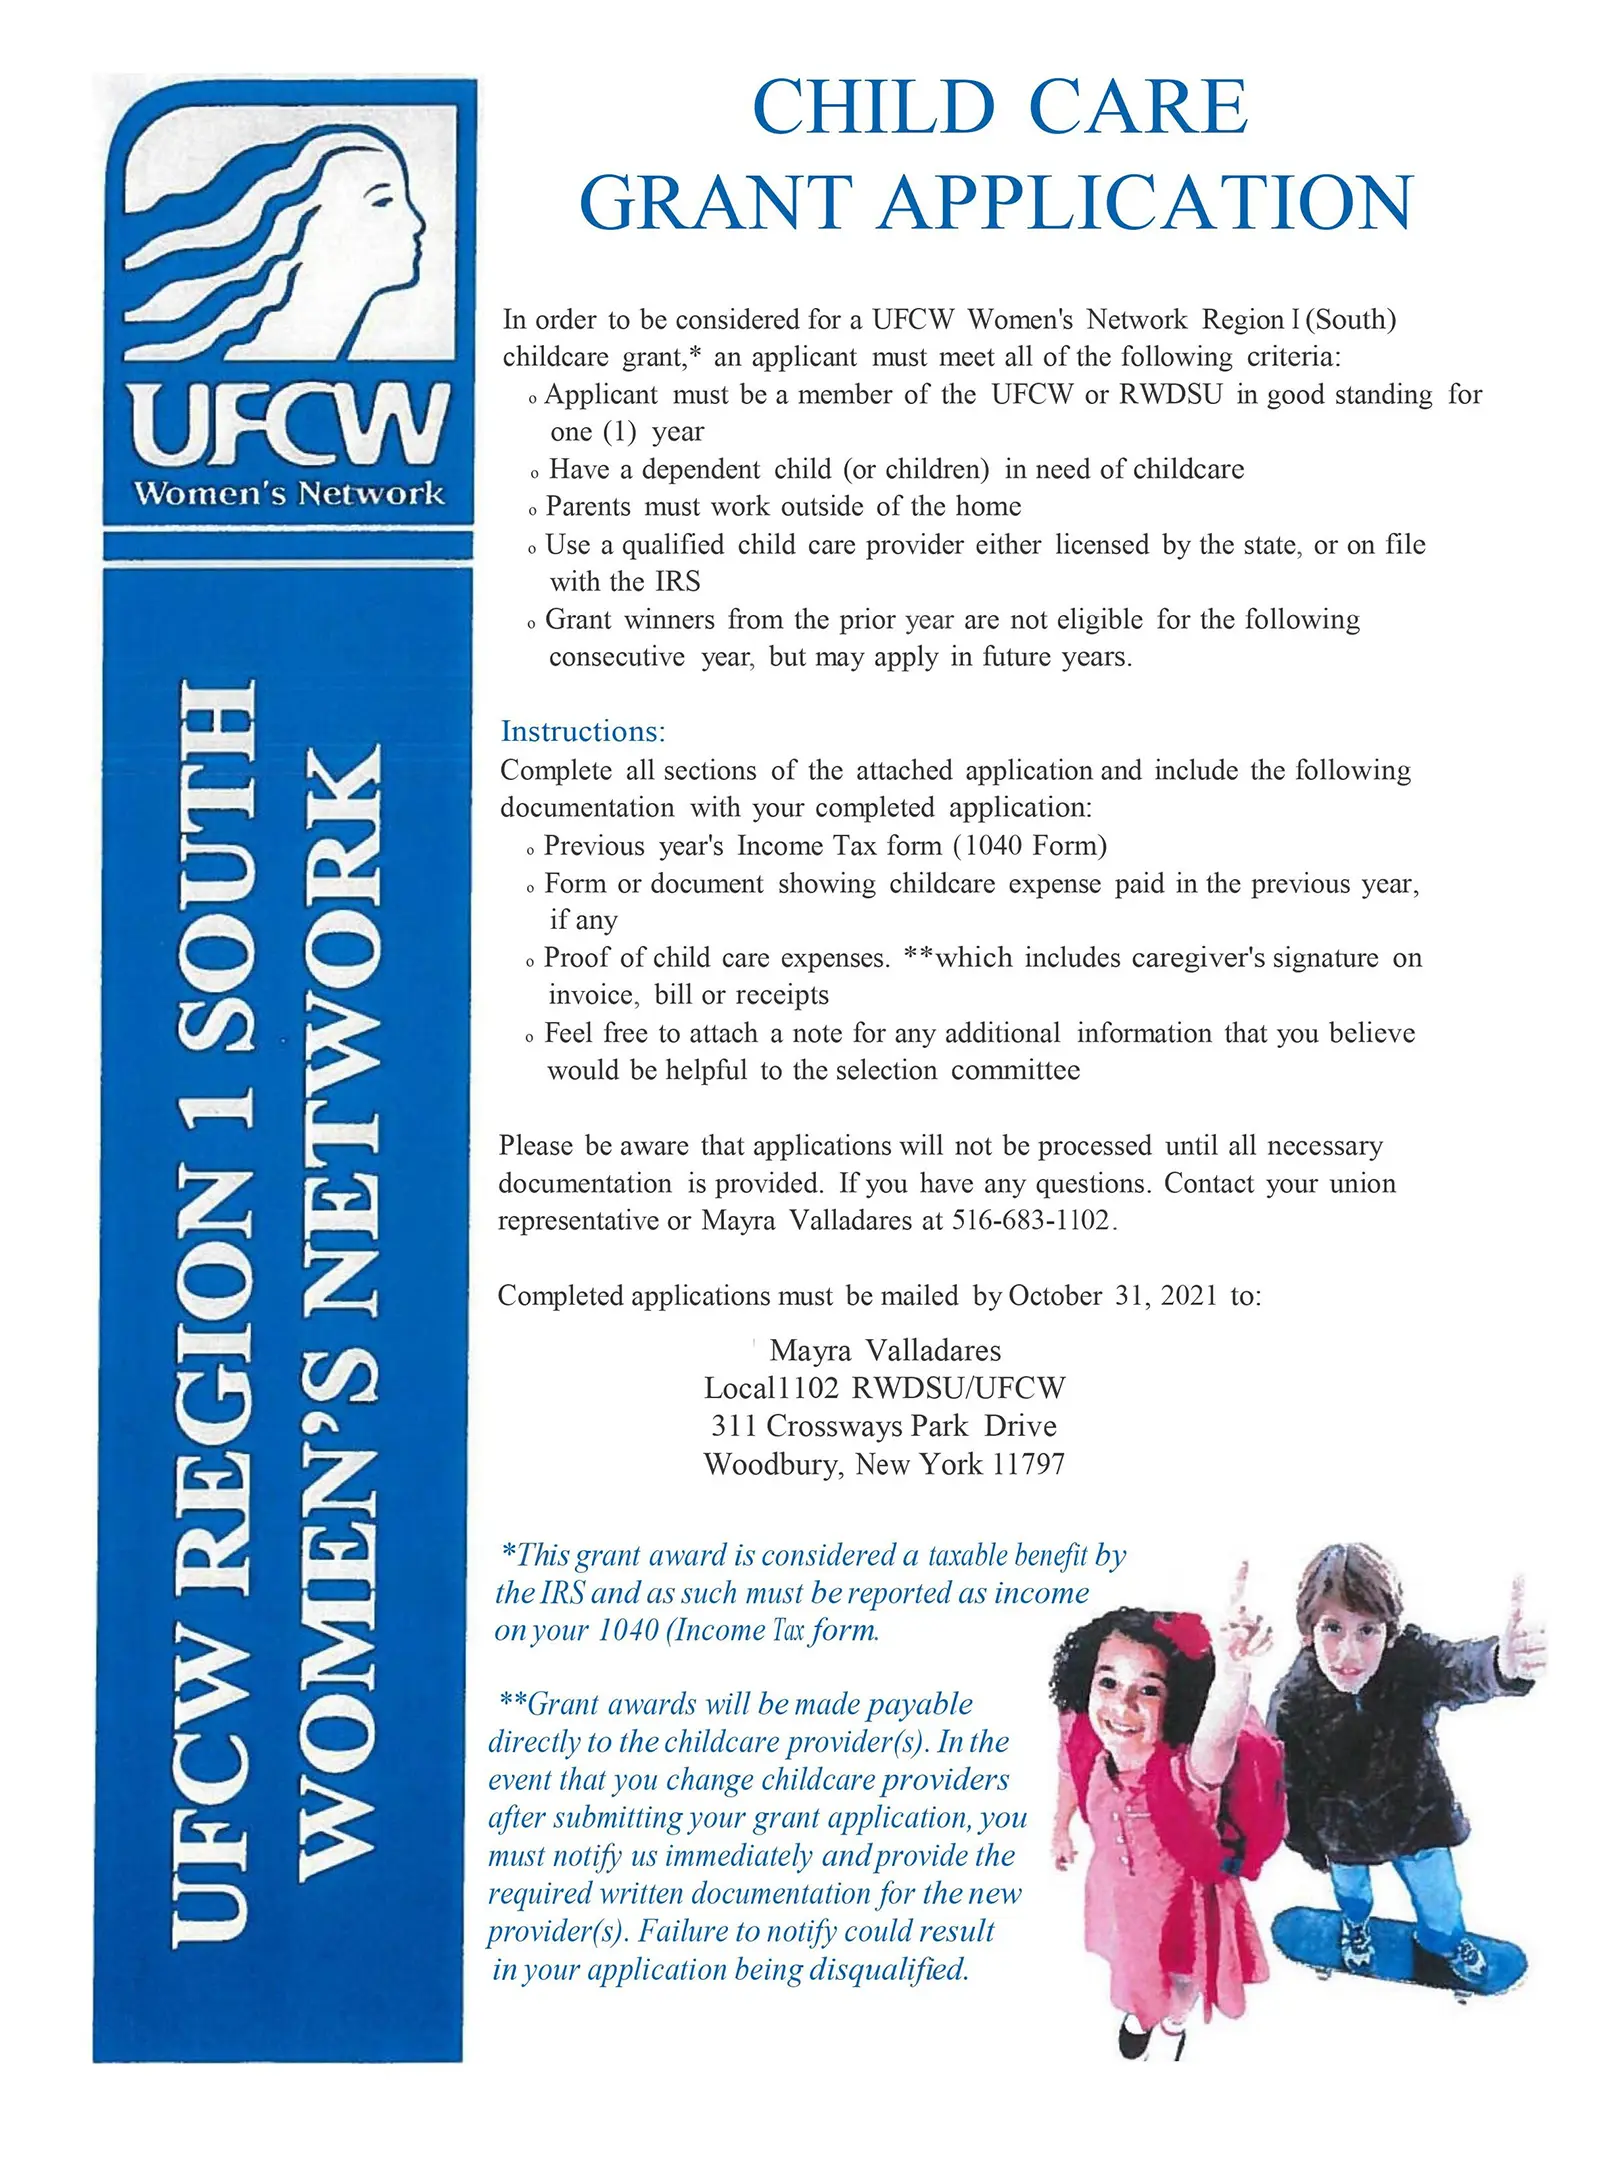 UFCW
Women's Network
UFCW REGION 1 SOUTH
WOMEN'S NETWORK
CHILD CARE
GRANT APPLICATION
In order to be considered for a UFCW Women's Network Region I (South)
childcare grant,* an applicant must meet all of the following criteria:
o Applicant must be a member of the UFCW or RWDSU in good standing for
one (1) year
o Have a dependent child (or children) in need of childcare
o Parents must work outside of the home
o Use a qualified child care provider either licensed by the state, or on file
with the IRS
o Grant winners from the prior year are not eligible for the following
consecutive year, but may apply in future years.
Instructions:
Complete all sections of the attached application and include the following
documentation with your completed application:
o Previous year's Income Tax form (1040 Form)
o Form or document showing childcare expense paid in the previous year,
if any
o Proof of child care expenses. **which includes caregiver's signature on
invoice, bill or receipts
o Feel free to attach a note for any additional information that you believe
would be helpful to the selection committee
Please be aware that applications will not be processed until all necessary
documentation is provided. If you have any questions. Contact your union
representative or Mayra Valladares at 516-683-1102.
Completed applications must be mailed by October 31, 2021 to:
Mayra Valladares
Local1102 RWDSU/UFCW
311 Crossways Park Drive
Woodbury, New York 11797
*This grant award is considered a taxable benefit by
the IRS and as such must be reported as income
on your 1040 (Income Tax form.
**Grant awards will be made payable
directly to the childcare provider(s). In the
event that you change childcare providers
after submitting your grant application, you
must notify us immediately and provide the
required written documentation for the new
provider(s). Failure to notify could result
in your application being disqualified.